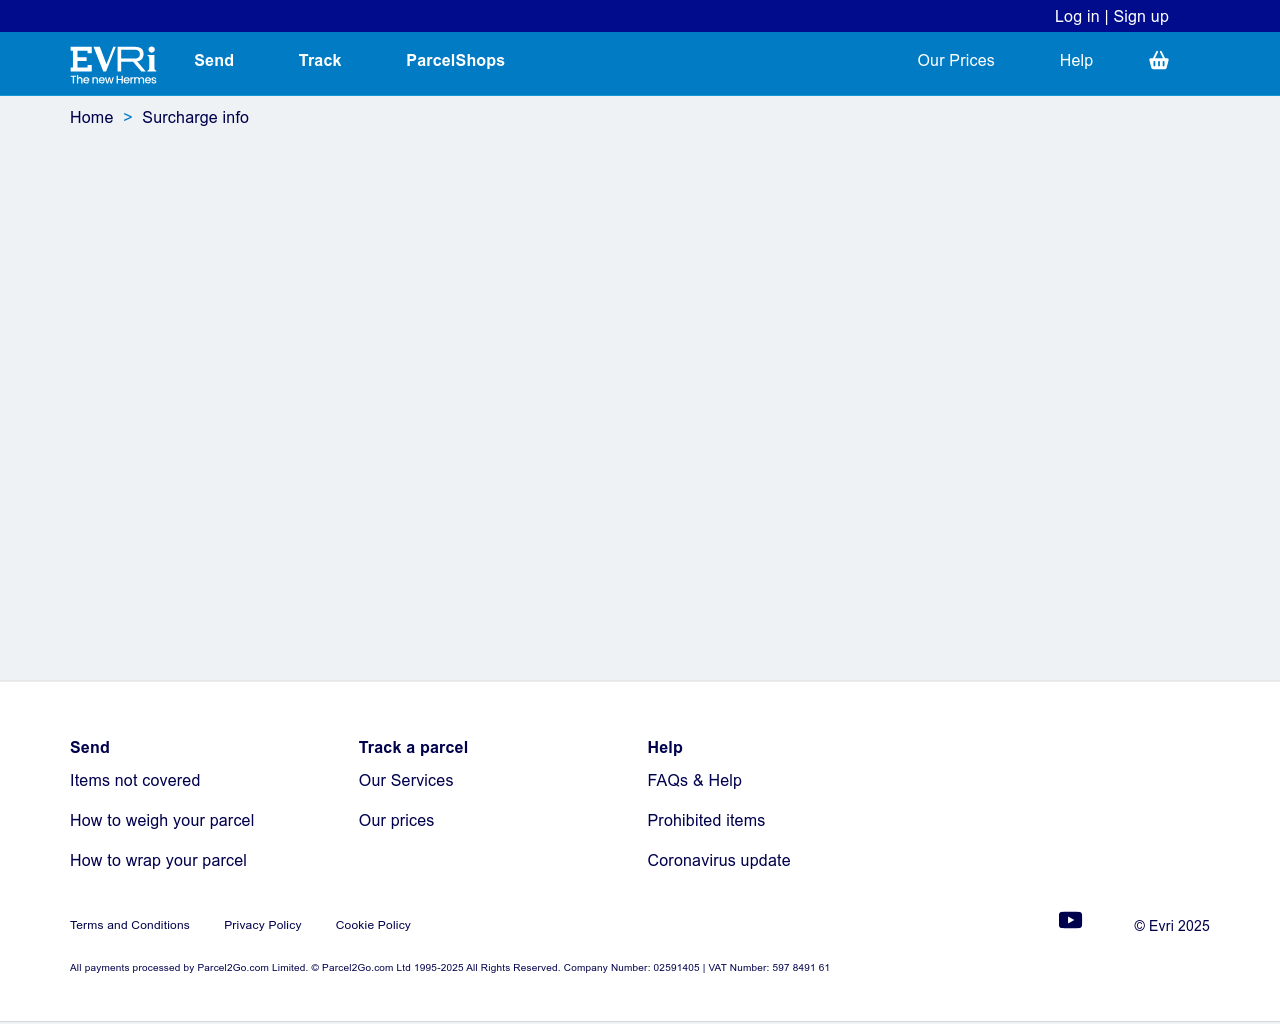 Log in | Sign up
EVRi
The new Hermes
Send
Track
ParcelShops
Our Prices
Help
Home > Surcharge info
Send
Track a parcel
Help
Items not covered
Our Services
FAQs & Help
How to weigh your parcel
Our prices
Prohibited items
How to wrap your parcel
Coronavirus update
Terms and Conditions
Privacy Policy
Cookie Policy
© Evri 2025
All payments processed by Parcel2Go.com Limited. © Parcel2Go.com Ltd 1995-2025 All Rights Reserved. Company Number: 02591405 | VAT Number: 597 8491 61